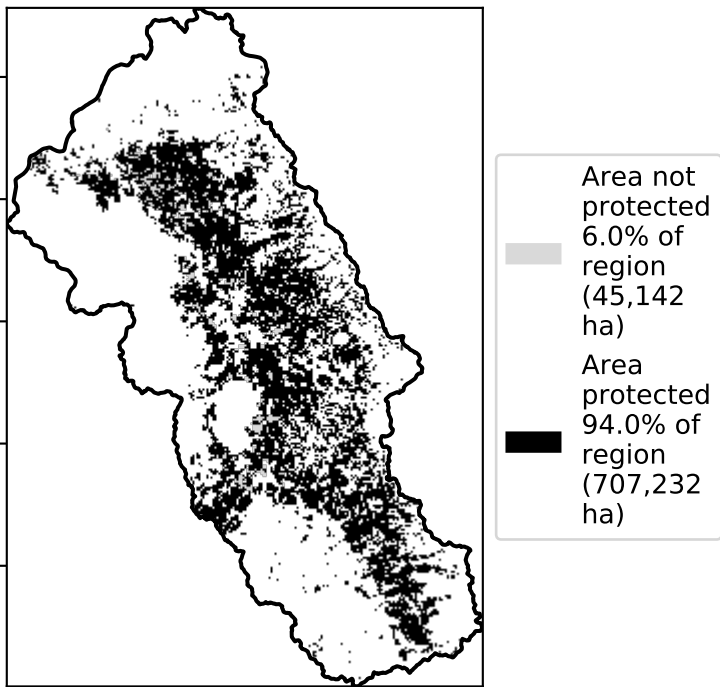 Area not
protected
6.0% of
region
(45,142
ha)
Area
protected
94.0% of
region
(707,232
ha)